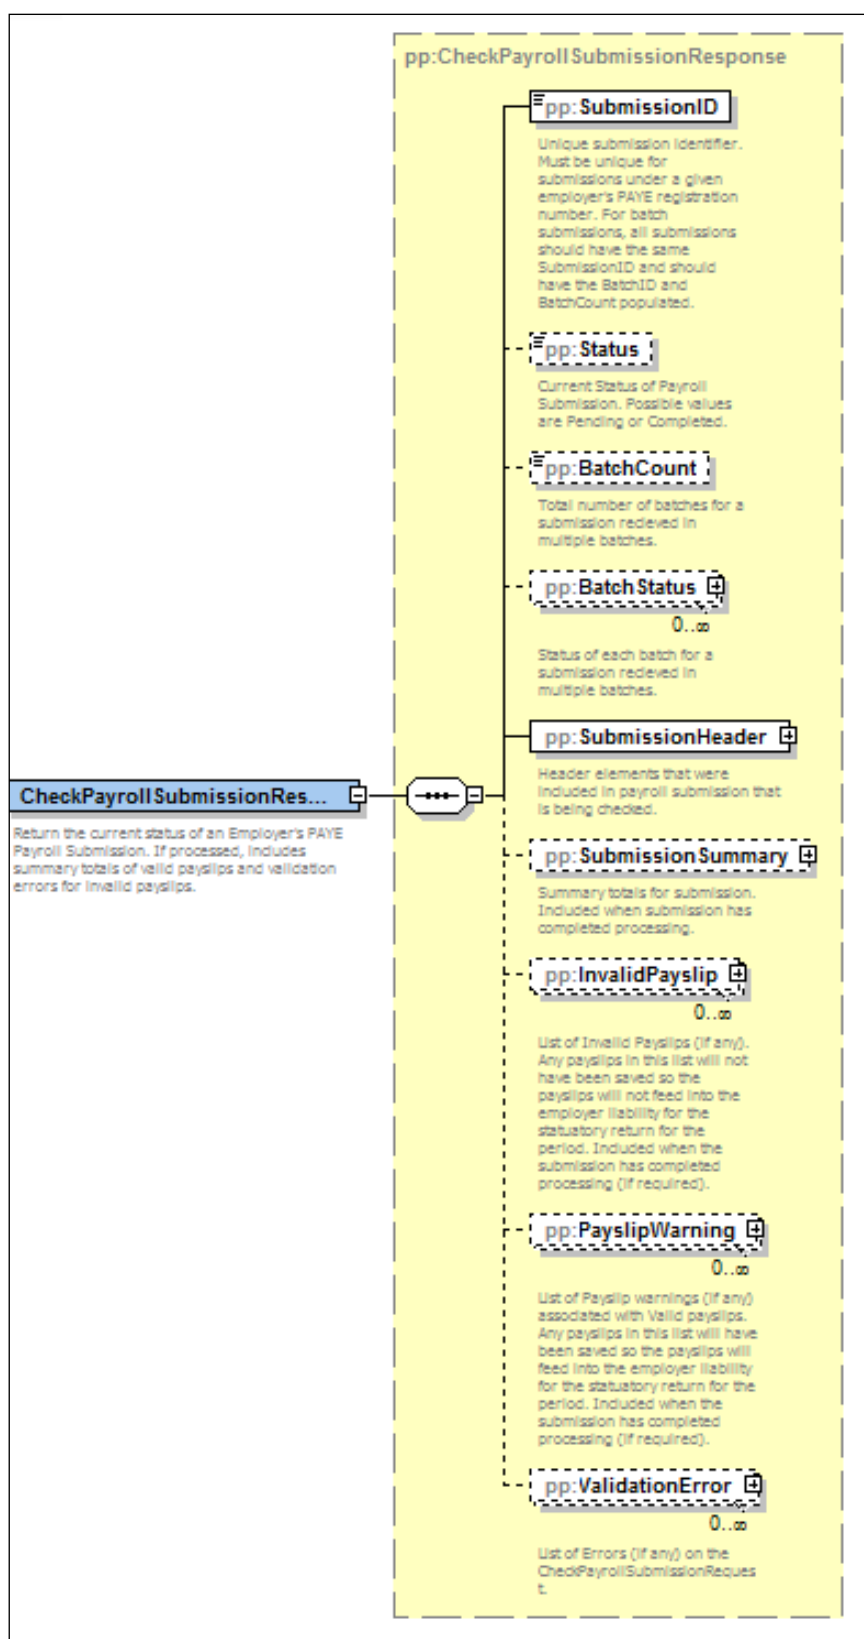 pp:CheckPayrollSubmissionResponse
pp:SubmissionID
Unique submission identifier.
Must be unique for
submissions under a given
employer's PAYE registration
number. For batch
submissions, all submissions
should have the same
SubmissionID and should
have the BatchID and
BatchCount populated.
pp:Status
Current Status of Payroll
Submission. Possible values
are Pending or Completed.
pp:BatchCount
Total number of batches for a
submission recieved in
multiple batches.
pp:BatchStatus
0..∞
Status of each batch for a
submission recieved in
multiple batches.
pp:SubmissionHeader
Header elements that were
included in payroll submission that
is being checked.
CheckPayrollSubmissionRes...
Return the current status of an Employer's PAYE
Payroll Submission. If processed, includes
summary totals of valid payslips and validation
errors for invalid payslips.
pp:SubmissionSummary
Summary totals for submission.
Included when submission has
completed processing.
pp:InvalidPayslip
0..∞
List of Invalid Payslips (if any).
Any payslips in this list will not
have been saved so the
payslips will not feed into the
employer liability for the
statuatory return for the
period. Included when the
submission has completed
processing (if required).
pp:PayslipWarning
0..∞
List of Payslip warnings (if any)
associated with Valid payslips.
Any payslips in this list will have
been saved so the payslips will
feed into the employer liability
for the statuatory return for the
period. Included when the
submission has completed
processing (if required).
pp:ValidationError
0..∞
List of Errors (if any) on the
CheckPayrollSubmissionReques
t.